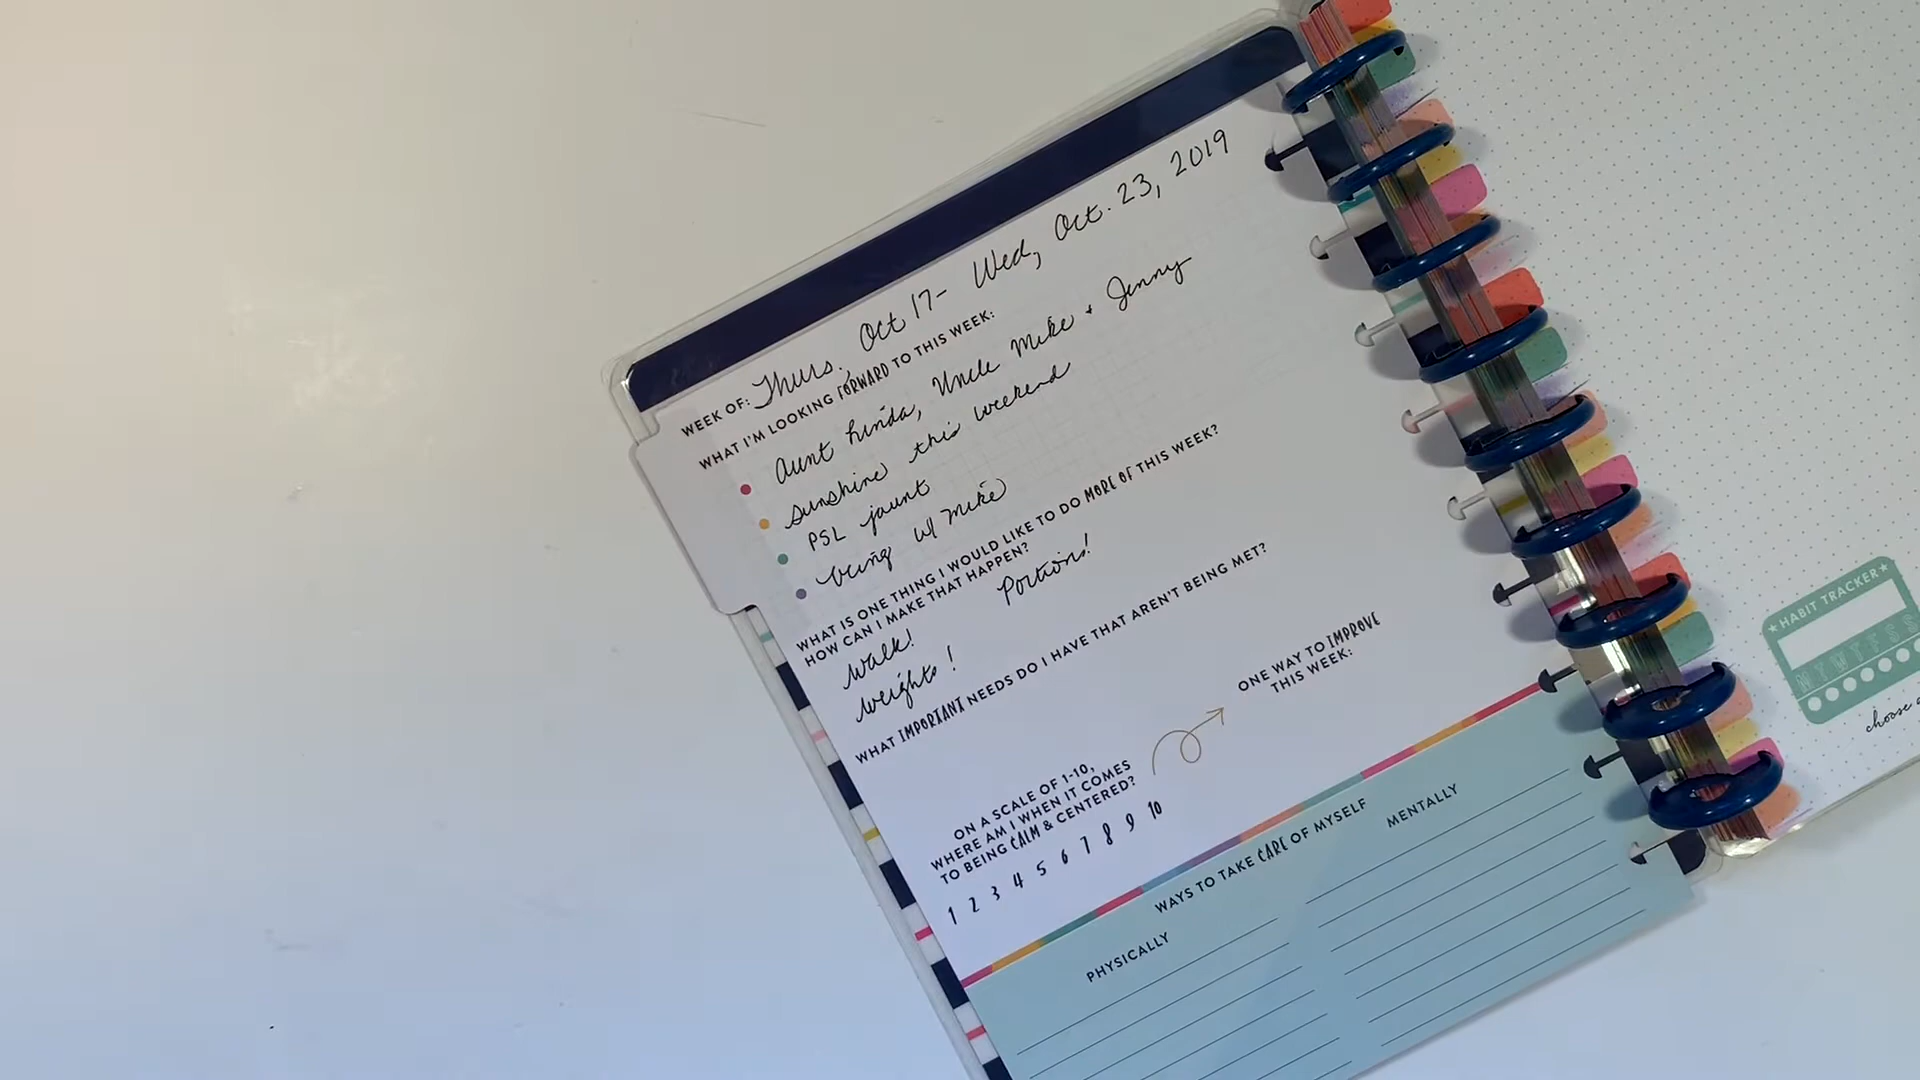 WEEK OF: Thurs. Oct 17 - Wed, Oct. 23, 2019
WHAT I'M LOOKING FORWARD TO THIS WEEK:
Aunt Linda, Uncle Mike + Jenny
sunshine this weekend
PSL jaunt
being w/ Mike
WHAT IS ONE THING I WOULD LIKE TO DO MORE OF THIS WEEK?
HOW CAN I MAKE THAT HAPPEN?
Walk! Portions!
weights!
WHAT IMPORTANT NEEDS DO I HAVE THAT AREN'T BEING MET?
ON A SCALE OF 1-10,
WHERE AM I WHEN IT COMES
TO BEING CALM & CENTERED?
1 2 3 4 5 6 7 8 9 10
ONE WAY TO IMPROVE
THIS WEEK:
WAYS TO TAKE CARE OF MYSELF
PHYSICALLY
MENTALLY
HABIT TRACKER
M T W T F S S
choose